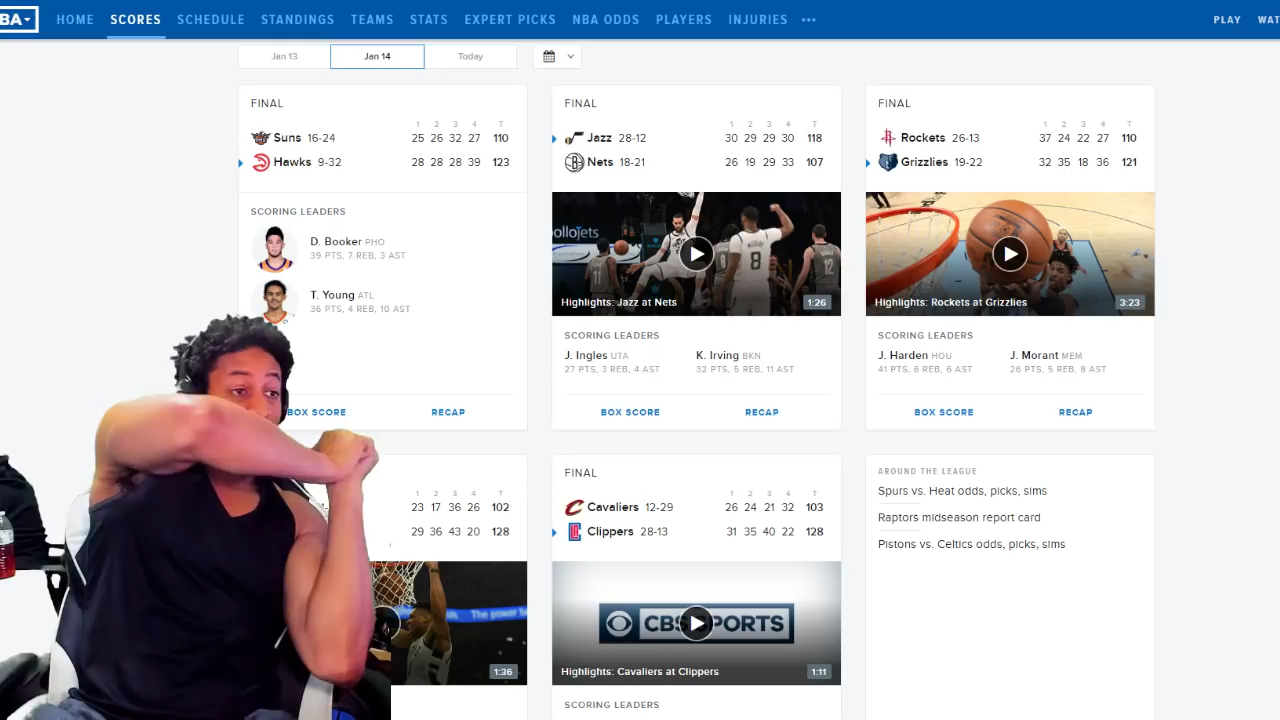 BA
HOME SCORES SCHEDULE STANDINGS TEAMS STATS EXPERT PICKS NBA ODDS PLAYERS INJURIES ••• PLAY
Jan 13 Jan 14 Today
FINAL
1 2 3 4 T
Suns 16-24 25 26 32 27 110
Hawks 9-32 28 28 28 39 123
SCORING LEADERS
D. Booker PHO
39 PTS, 7 REB, 3 AST
T. Young ATL
36 PTS, 4 REB, 10 AST
BOX SCORE RECAP
FINAL
1 2 3 4 T
Jazz 28-12 30 29 29 30 118
Nets 18-21 26 19 29 33 107
Highlights: Jazz at Nets 1:26
SCORING LEADERS
J. Ingles UTA K. Irving BKN
27 PTS, 3 REB, 4 AST 32 PTS, 5 REB, 11 AST
BOX SCORE RECAP
FINAL
1 2 3 4 T
Rockets 26-13 37 24 22 27 110
Grizzlies 19-22 32 35 18 36 121
Highlights: Rockets at Grizzlies 3:23
SCORING LEADERS
J. Harden HOU J. Morant MEM
41 PTS, 6 REB, 6 AST 26 PTS, 5 REB, 8 AST
BOX SCORE RECAP
1 2 3 4 T
23 17 36 26 102
29 36 43 20 128
1:36
FINAL
1 2 3 4 T
Cavaliers 12-29 26 24 21 32 103
Clippers 28-13 31 35 40 22 128
CBS SPORTS
Highlights: Cavaliers at Clippers 1:11
SCORING LEADERS
AROUND THE LEAGUE
Spurs vs. Heat odds, picks, sims
Raptors midseason report card
Pistons vs. Celtics odds, picks, sims